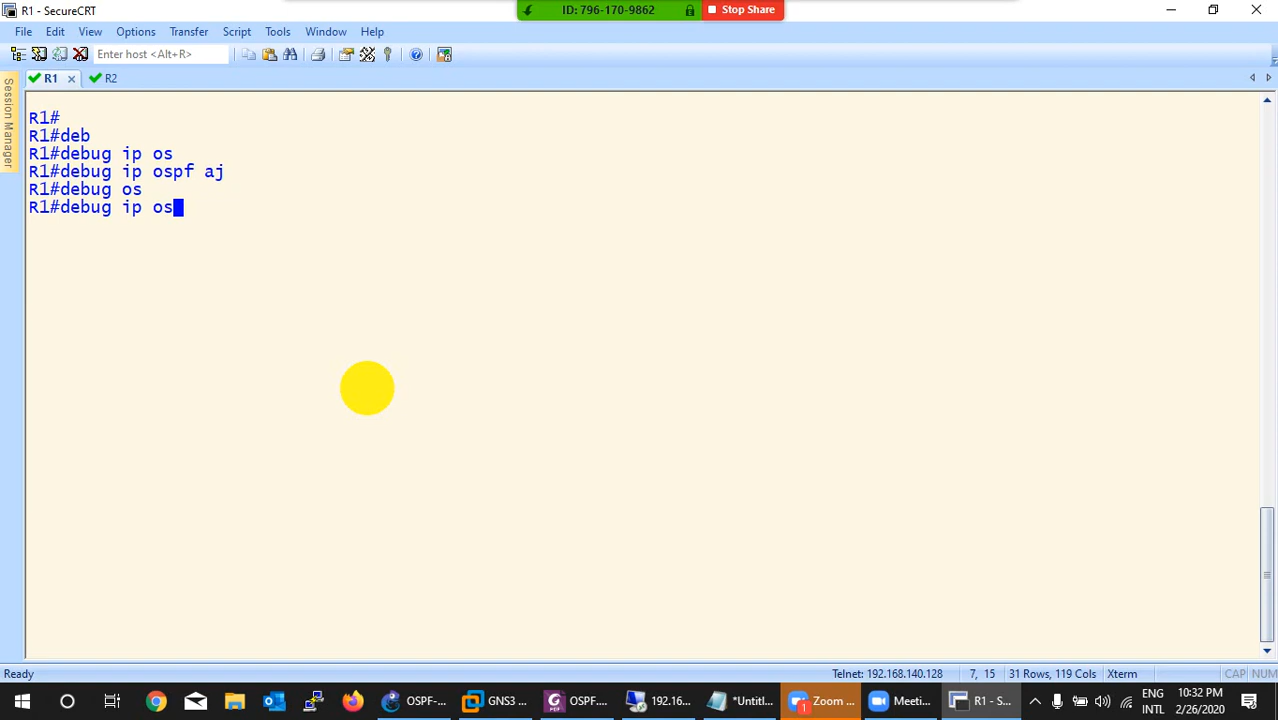 R1 - SecureCRT
ID: 796-170-9862
Stop Share
File Edit View Options Transfer Script Tools Window Help
Enter host <Alt+R>
R1
R2
Session Manager
R1#
R1#deb
R1#debug ip os
R1#debug ip ospf aj
R1#debug os
R1#debug ip os
Ready
Telnet: 192.168.140.128
7, 15
31 Rows, 119 Cols
Xterm
CAP
NUM
OSPF-...
GNS3 ...
OSPF....
192.16...
*Untitl...
Zoom ...
1
Meeti...
R1 - S...
ENG
INTL
10:32 PM
2/26/2020